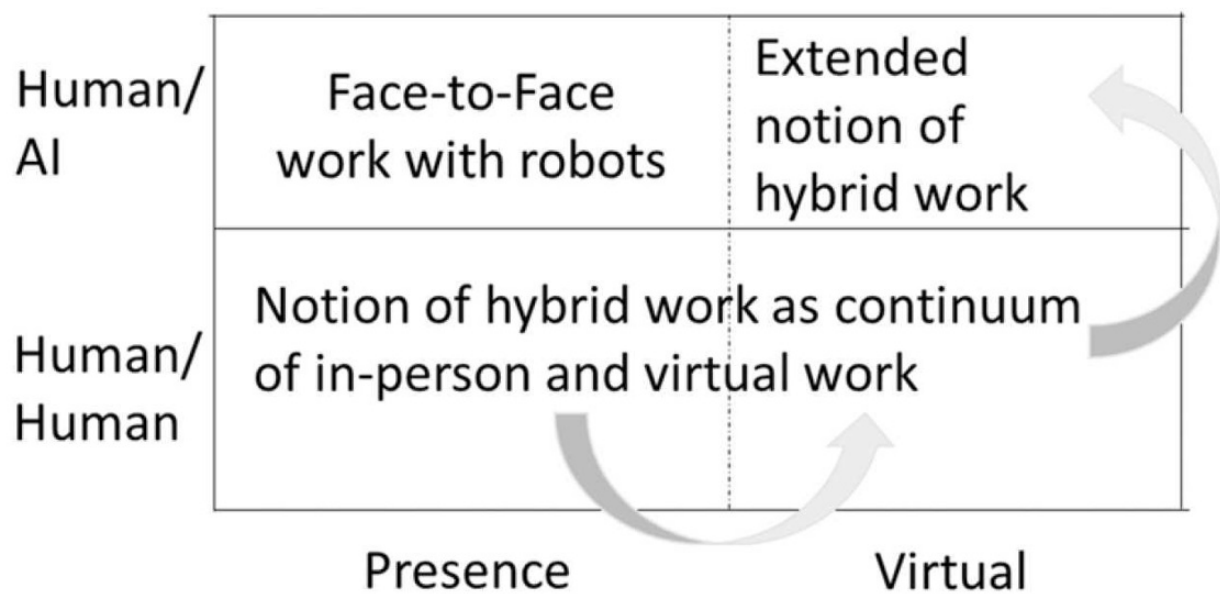 Human/
AI
Face-to-Face
work with robots
Extended
notion of
hybrid work
Human/
Human
Notion of hybrid work as continuum
of in-person and virtual work
Presence
Virtual